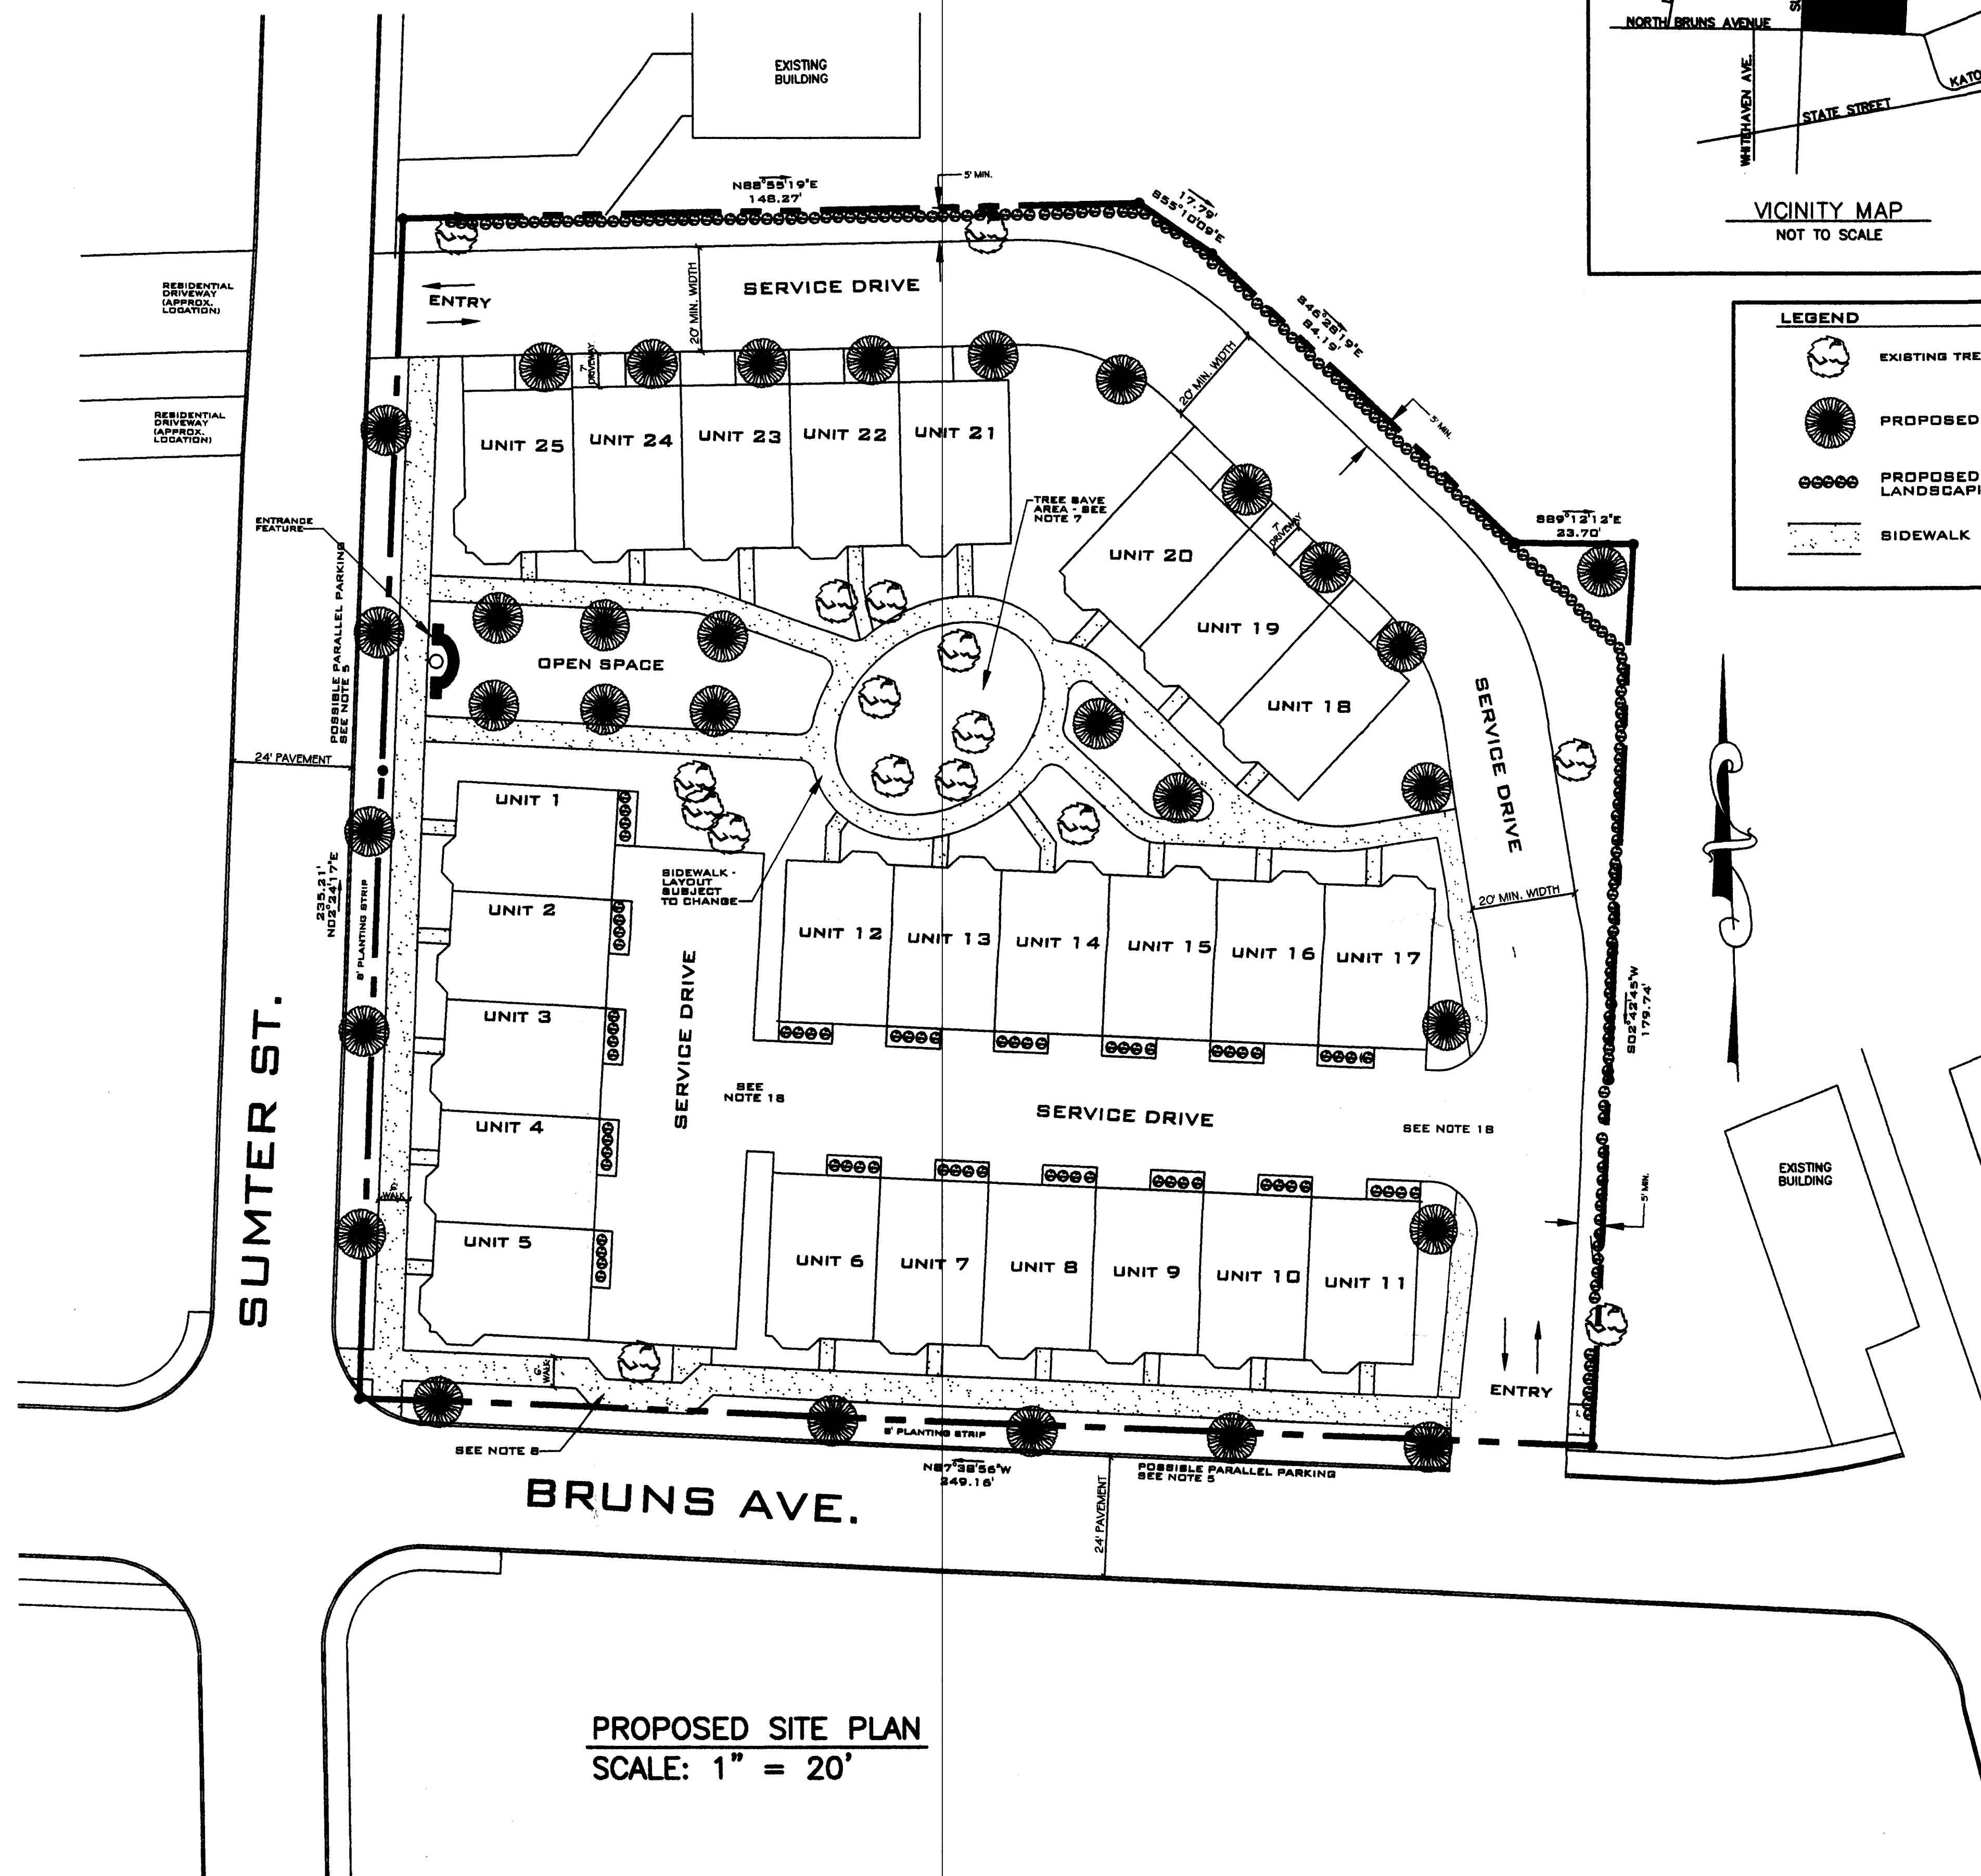 EXISTING
BUILDING
NORTH BRUNS AVENUE
WHITEHAVEN AVE.
STATE STREET
VICINITY MAP
NOT TO SCALE
LEGEND
EXISTING
PROPOSED
PROPOSED
SIDEWALK
N88°55'19"E
148.27'
5' MIN.
17.79'
S55°10'09"E
S46°28'19"E
84.19'
5' MIN.
S89°12'12"E
23.70'
RESIDENTIAL
DRIVEWAY
(APPROX.
LOCATION)
RESIDENTIAL
DRIVEWAY
(APPROX.
LOCATION)
ENTRY
SERVICE DRIVE
20' MIN. WIDTH
20' MIN. WIDTH
7'
DRIVEWAY
UNIT 25
UNIT 24
UNIT 23
UNIT 22
UNIT 21
TREE SAVE
AREA - SEE
NOTE 7
ENTRANCE
FEATURE
POSSIBLE PARALLEL PARKING
SEE NOTE 5
7'
DRIVEWAY
UNIT 20
UNIT 19
UNIT 18
OPEN SPACE
SERVICE DRIVE
24' PAVEMENT
UNIT 1
UNIT 2
UNIT 3
UNIT 4
UNIT 5
235.21'
N02°24'17"E
8' PLANTING STRIP
SIDEWALK -
LAYOUT
SUBJECT
TO CHANGE
20' MIN. WIDTH
UNIT 12
UNIT 13
UNIT 14
UNIT 15
UNIT 16
UNIT 17
S02°42'45"W
179.74'
SERVICE DRIVE
SEE
NOTE 18
SERVICE DRIVE
SEE NOTE 18
SUMTER ST.
6'
WALK
UNIT 6
UNIT 7
UNIT 8
UNIT 9
UNIT 10
UNIT 11
5' MIN.
EXISTING
BUILDING
6'
WALK
ENTRY
SEE NOTE 8
8' PLANTING STRIP
N87°38'56"W
249.16'
POSSIBLE PARALLEL PARKING
SEE NOTE 5
BRUNS AVE.
24' PAVEMENT
PROPOSED SITE PLAN
SCALE: 1" = 20'